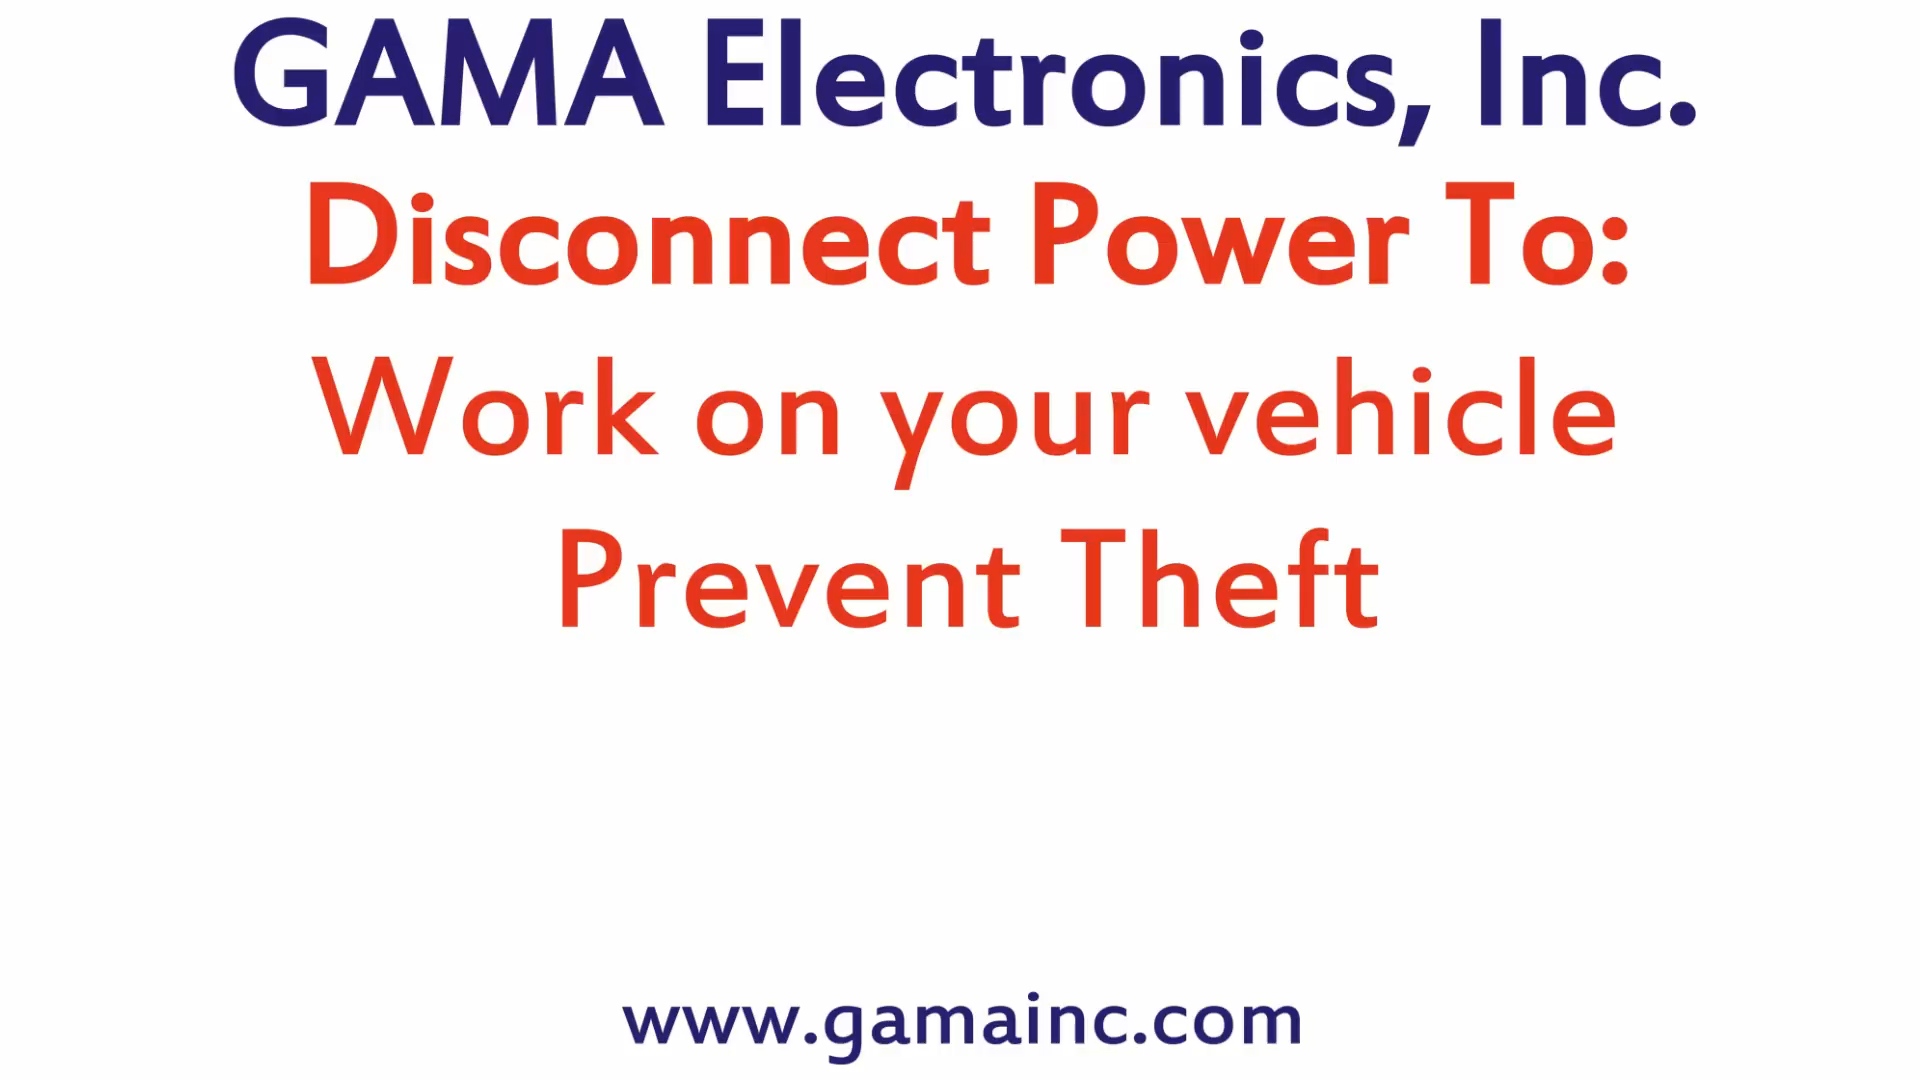 GAMA Electronics, Inc.
Disconnect Power To:
Work on your vehicle
Prevent Theft
www.gamainc.com